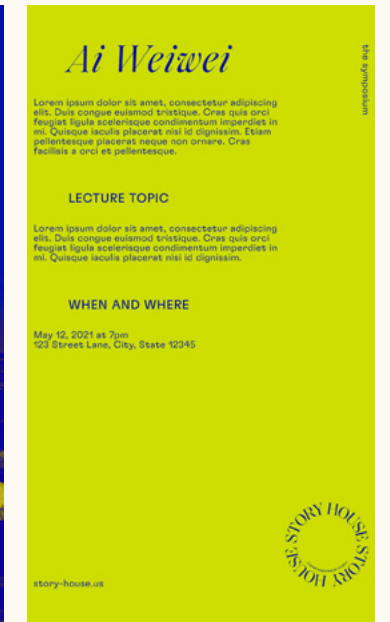 Ai Weiwei
the symposium
Lorem ipsum dolor sit amet, consectetur adipiscing
elit. Duis congue euismod tristique. Cras quis orci
feugiat ligula scelerisque condimentum imperdiet in
mi. Quisque iaculis placerat nisi id dignissim. Etiam
pellentesque placerat neque non ornare. Cras
facilisis a orci et pellentesque.
LECTURE TOPIC
Lorem ipsum dolor sit amet, consectetur adipiscing
elit. Duis congue euismod tristique. Cras quis orci
feugiat ligula scelerisque condimentum imperdiet in
mi. Quisque iaculis placerat nisi id dignissim.
WHEN AND WHERE
May 12, 2021 at 7pm
123 Street Lane, City, State 12345
STORY HOUSE STORY HOUSE
story-house.us